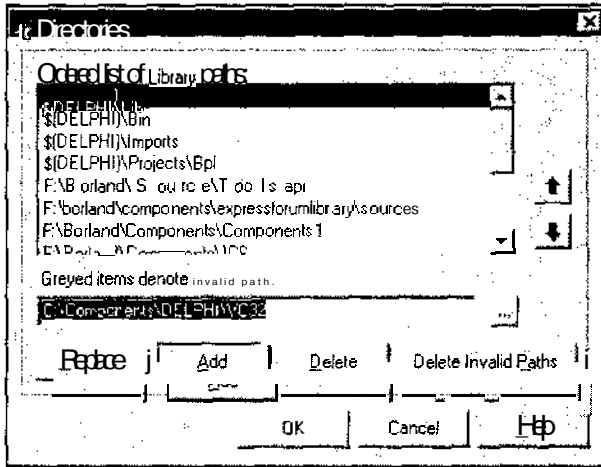 Directories
Ordered list of Library paths:
$(DELPHI)\Lib
$(DELPHI)\Bin
$(DELPHI)\Imports
$(DELPHI)\Projects\Bpl
F:\Borland\Source\Toolsapi
F:\borland\components\expressforumlibrary\sources
F:\Borland\Components\Components1
Greyed items denote invalid path.
C:\Components\DELPHI\VC32
... 
Replace Add Delete Delete Invalid Paths
OK Cancel Help